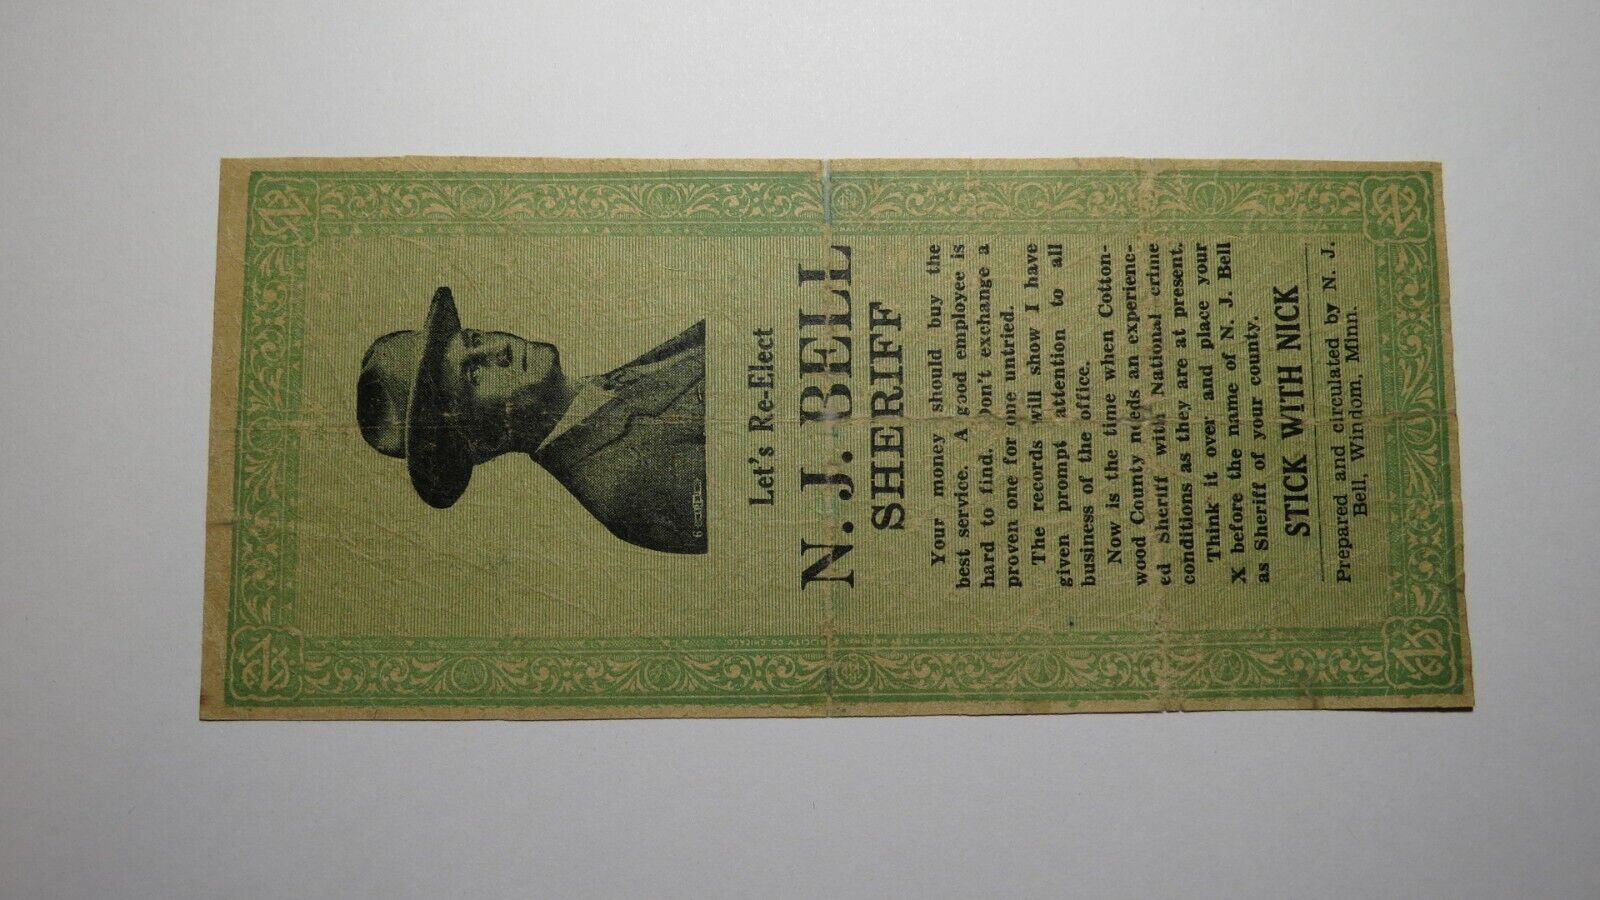 Let's Re-Elect
N. J. BELL
SHERIFF
Your money should buy the
best service. A good employee is
hard to find. Don't exchange a
proven one for one untried.
The records will show I have
given prompt attention to all
business of the office.
Now is the time when Cotton-
wood County needs an experienc-
ed Sheriff with National crime
conditions as they are at present.
Think it over and place your
X before the name of N. J. Bell
as Sheriff of your county.
STICK WITH NICK
Prepared and circulated by N. J.
Bell, Windom, Minn.